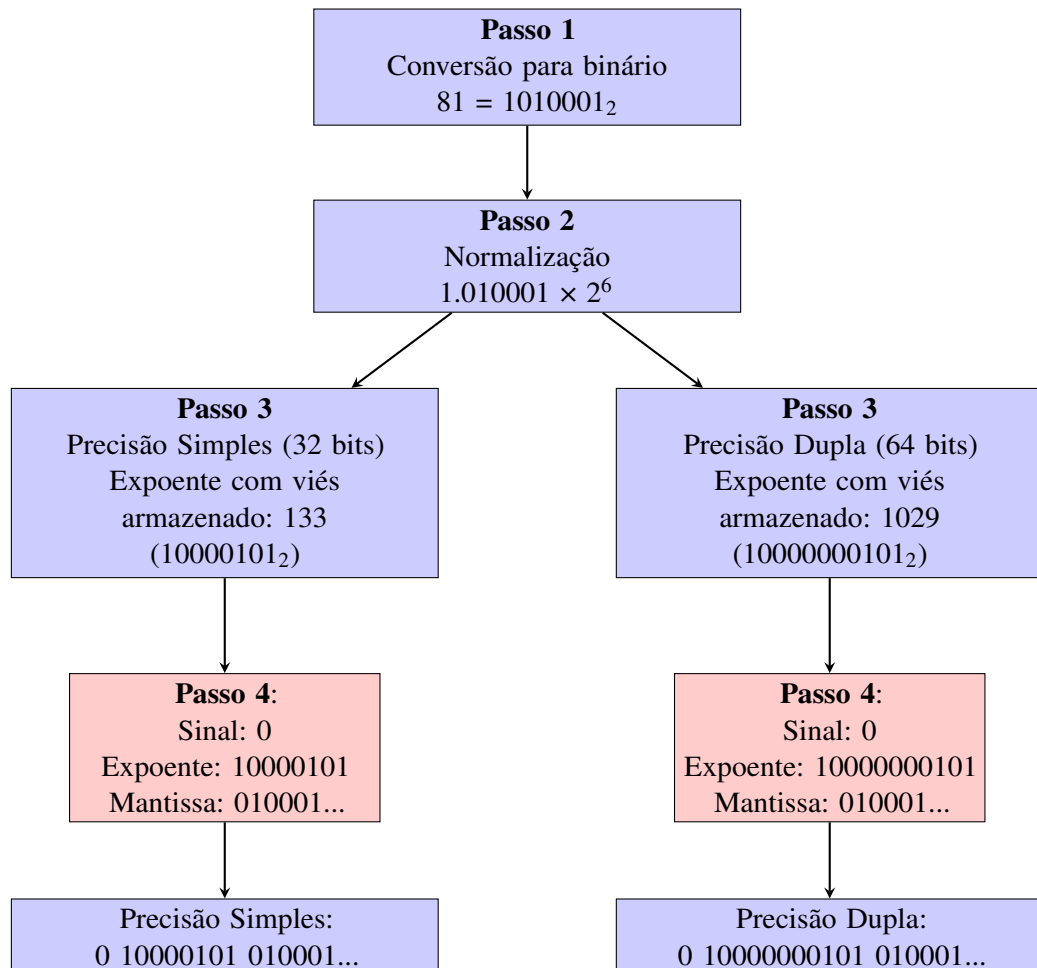 Passo 1
Conversão para binário
81 = 1010001₂
Passo 2
Normalização
1.010001 × 2⁶
Passo 3
Precisão Simples (32 bits)
Expoente com viés
armazenado: 133
(10000101₂)
Passo 3
Precisão Dupla (64 bits)
Expoente com viés
armazenado: 1029
(10000000101₂)
Passo 4:
Sinal: 0
Expoente: 10000101
Mantissa: 010001...
Passo 4:
Sinal: 0
Expoente: 10000000101
Mantissa: 010001...
Precisão Simples:
0 10000101 010001...
Precisão Dupla:
0 10000000101 010001...